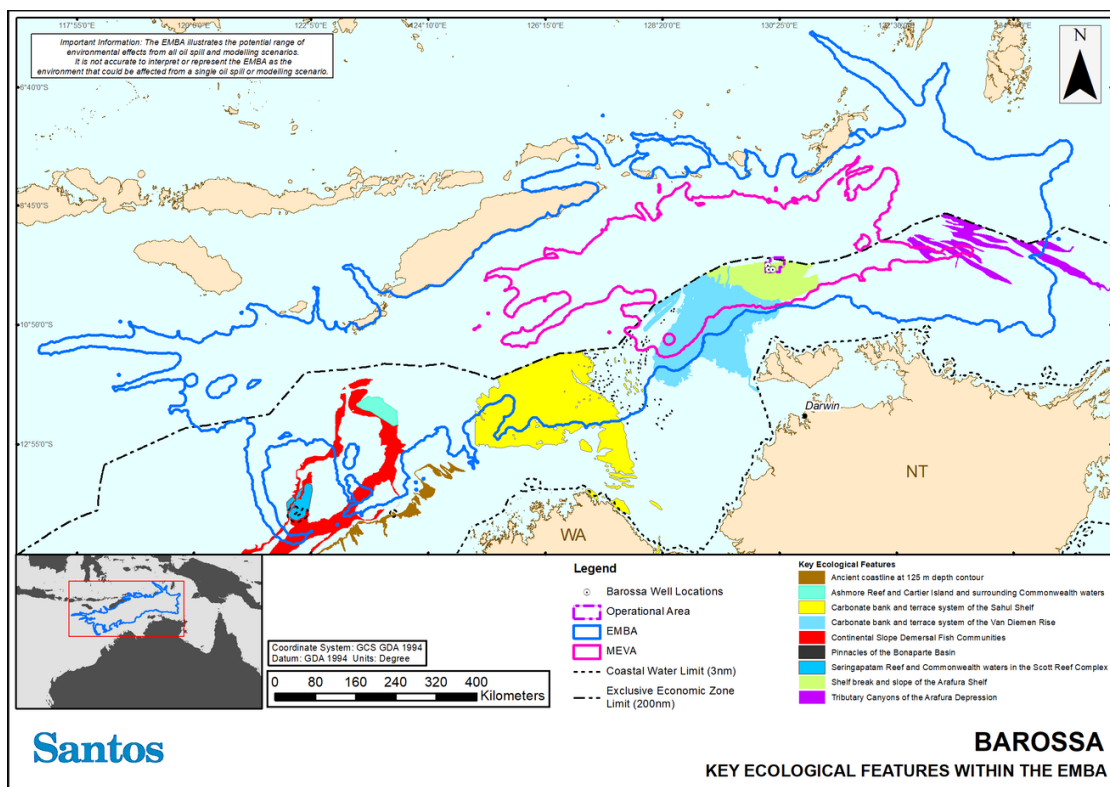 117°55'0"E
120°0'0"E
122°5'0"E
124°10'0"E
126°15'0"E
128°20'0"E
130°25'0"E
Important Information: The EMBA illustrates the potential range of
environmental effects from all oil spill and modelling scenarios.
It is not accurate to interpret or represent the EMBA as the
environment that could be affected from a single oil spill or modelling scenario.
N
6°40'0"S
8°45'0"S
10°50'0"S
12°55'0"S
Darwin
NT
WA
Coordinate System: GCS GDA 1994
Datum: GDA 1994 Units: Degree
0 80 160 240 320 400
Kilometers
Legend
Barossa Well Locations
Operational Area
EMBA
MEVA
Coastal Water Limit (3nm)
Exclusive Economic Zone
Limit (200nm)
Key Ecological Features
Ancient coastline at 125 m depth contour
Ashmore Reef and Cartier Island and surrounding Commonwealth waters
Carbonate bank and terrace system of the Sahul Shelf
Carbonate bank and terrace system of the Van Diemen Rise
Continental Slope Demersal Fish Communities
Pinnacles of the Bonaparte Basin
Seringapatam Reef and Commonwealth waters in the Scott Reef Complex
Shelf break and slope of the Arafura Shelf
Tributary Canyons of the Arafura Depression
Santos
BAROSSA
KEY ECOLOGICAL FEATURES WITHIN THE EMBA